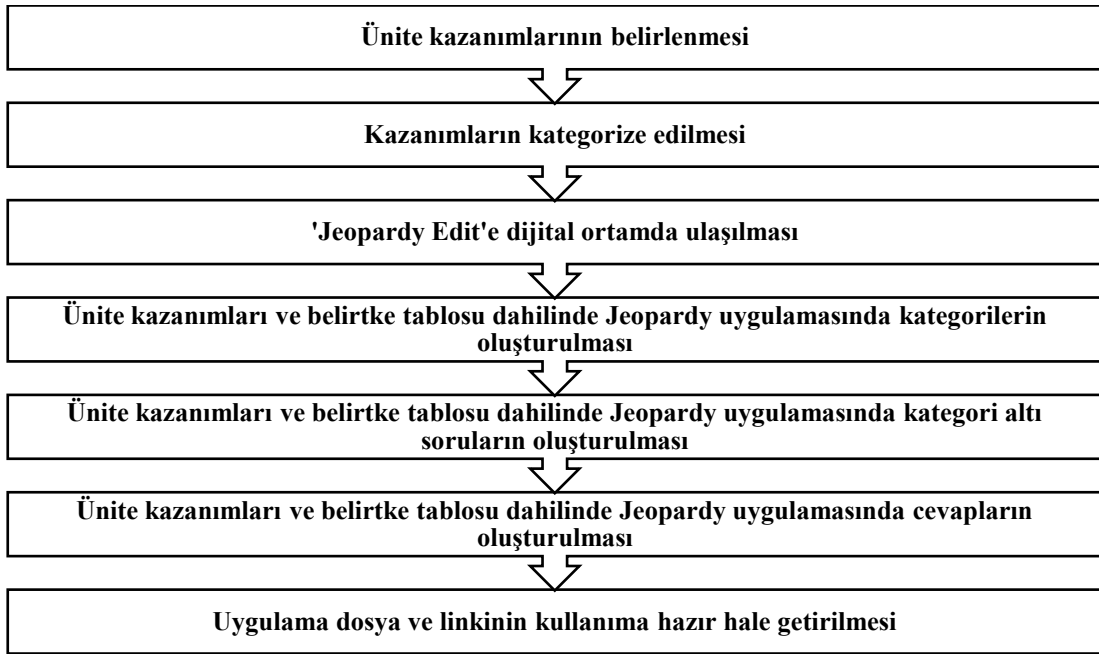 Ünite kazanımlarının belirlenmesi
Kazanımların kategorize edilmesi
'Jeopardy Edit'e dijital ortamda ulaşılması
Ünite kazanımları ve belirtke tablosu dahilinde Jeopardy uygulamasında kategorilerin
oluşturulması
Ünite kazanımları ve belirtke tablosu dahilinde Jeopardy uygulamasında kategori altı
soruların oluşturulması
Ünite kazanımları ve belirtke tablosu dahilinde Jeopardy uygulamasında cevapların
oluşturulması
Uygulama dosya ve linkinin kullanıma hazır hale getirilmesi